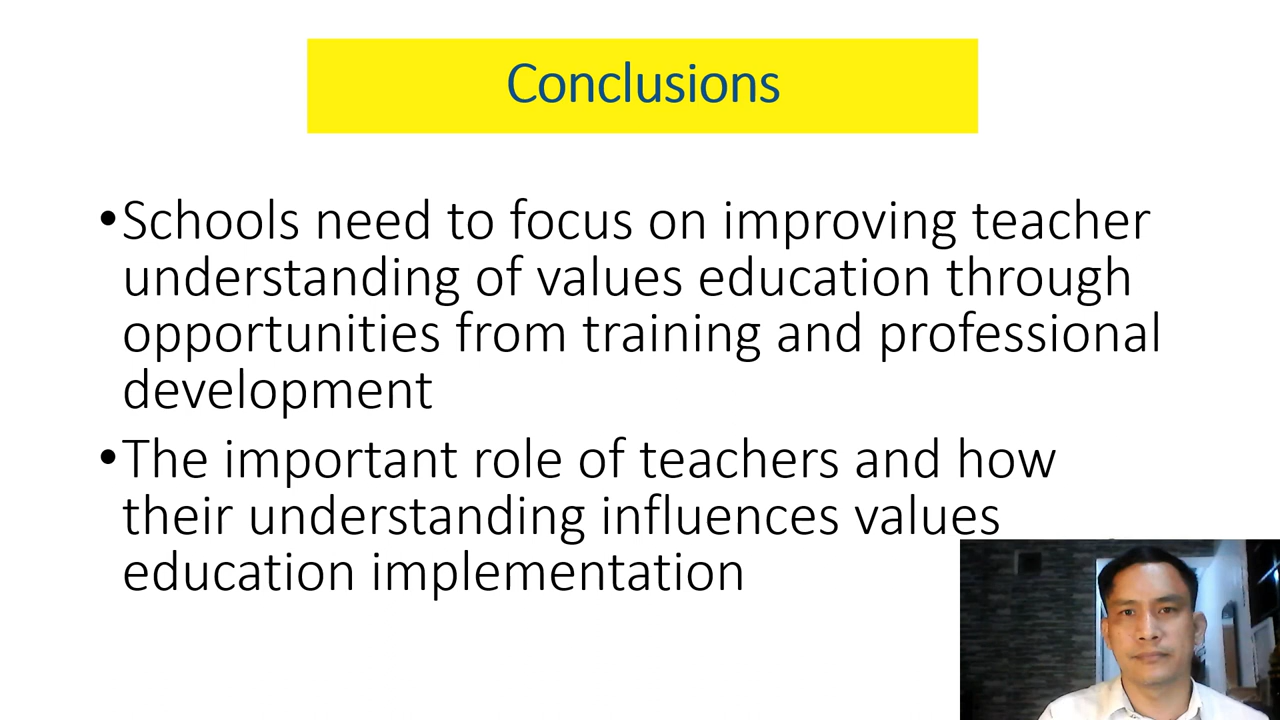 Conclusions
•Schools need to focus on improving teacher
understanding of values education through
opportunities from training and professional
development
•The important role of teachers and how
their understanding influences values
education implementation